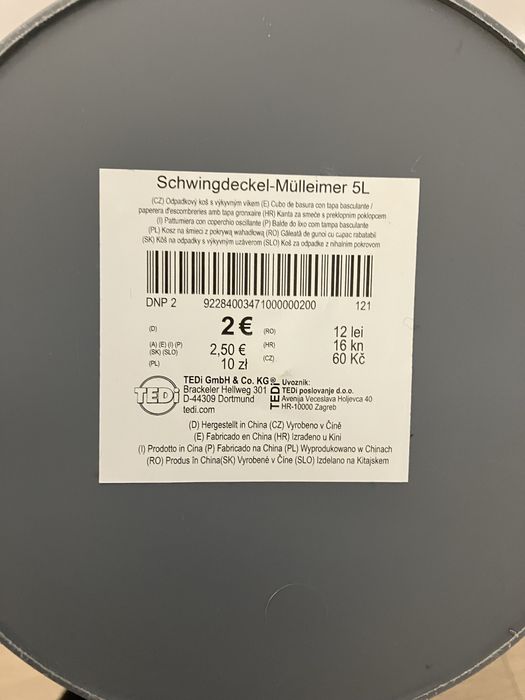 Schwingdeckel-Mülleimer 5L
(CZ) Odpadkový koš s výkyvným víkem (E) Cubo de basura con tapa basculante /
paperera d'escombreries amb tapa gronxaire (HR) Kanta za smeće s preklopnim poklopcem
(I) Pattumiera con coperchio oscillante (P) Balde do lixo com tampa basculante
(PL) Kosz na śmieci z pokrywą wahadłową (RO) Găleată de gunoi cu capac rabatabil
(SK) Kôš na odpadky s výkyvným uzáverom (SLO) Koš za odpadke z nihajnim pokrovom
DNP 2 92284003471000000200 121
(D) 2 € (RO) 12 lei
(A) (E) (I) (P) (SK) (SLO) 2,50 € (HR) 16 kn
(PL) 10 zł (CZ) 60 Kč
TEDi
TEDi GmbH & Co. KG
Brackeler Hellweg 301
D-44309 Dortmund
tedi.com
TEDI
Uvoznik:
TEDi poslovanje d.o.o.
Avenija Veceslava Holjevca 40
HR-10000 Zagreb
(D) Hergestellt in China (CZ) Vyrobeno v Číně
(E) Fabricado en China (HR) Izrađeno u Kini
(I) Prodotto in Cina (P) Fabricado na China (PL) Wyprodukowano w Chinach
(RO) Produs în China(SK) Vyrobené v Číne (SLO) Izdelano na Kitajskem